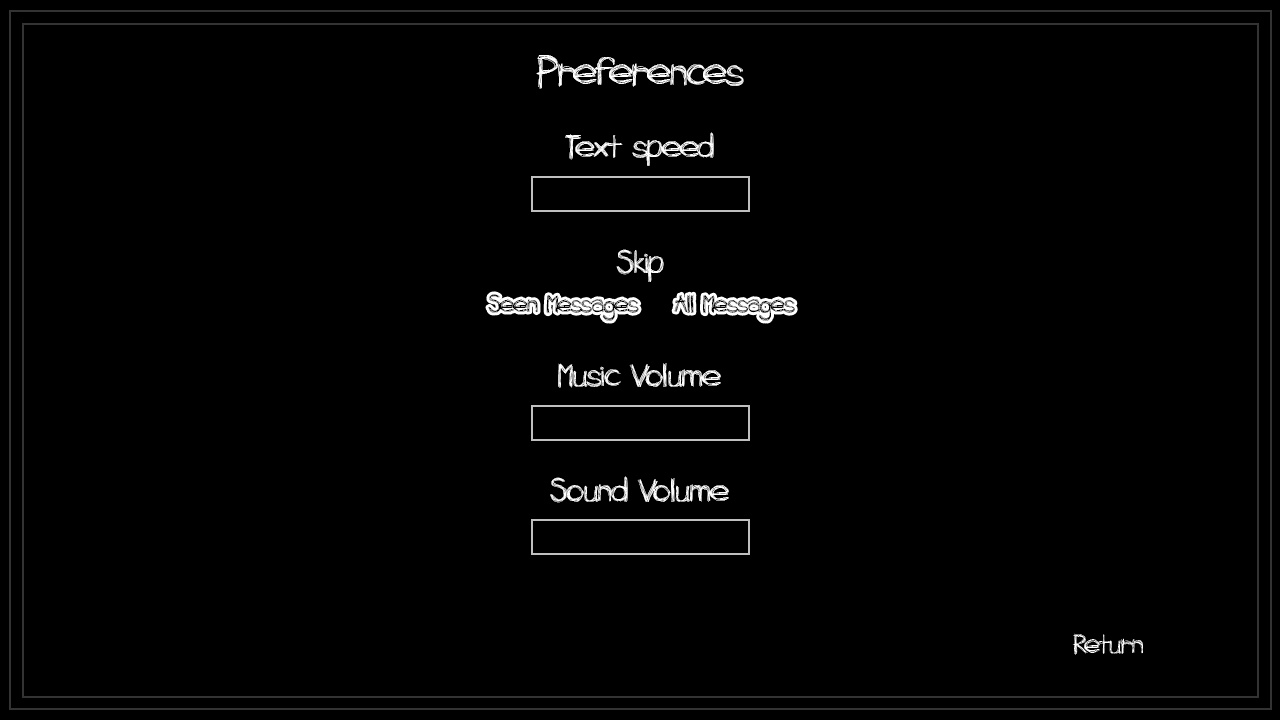 Preferences
Text speed
Skip
Seen Messages All Messages
Music Volume
Sound Volume
Return